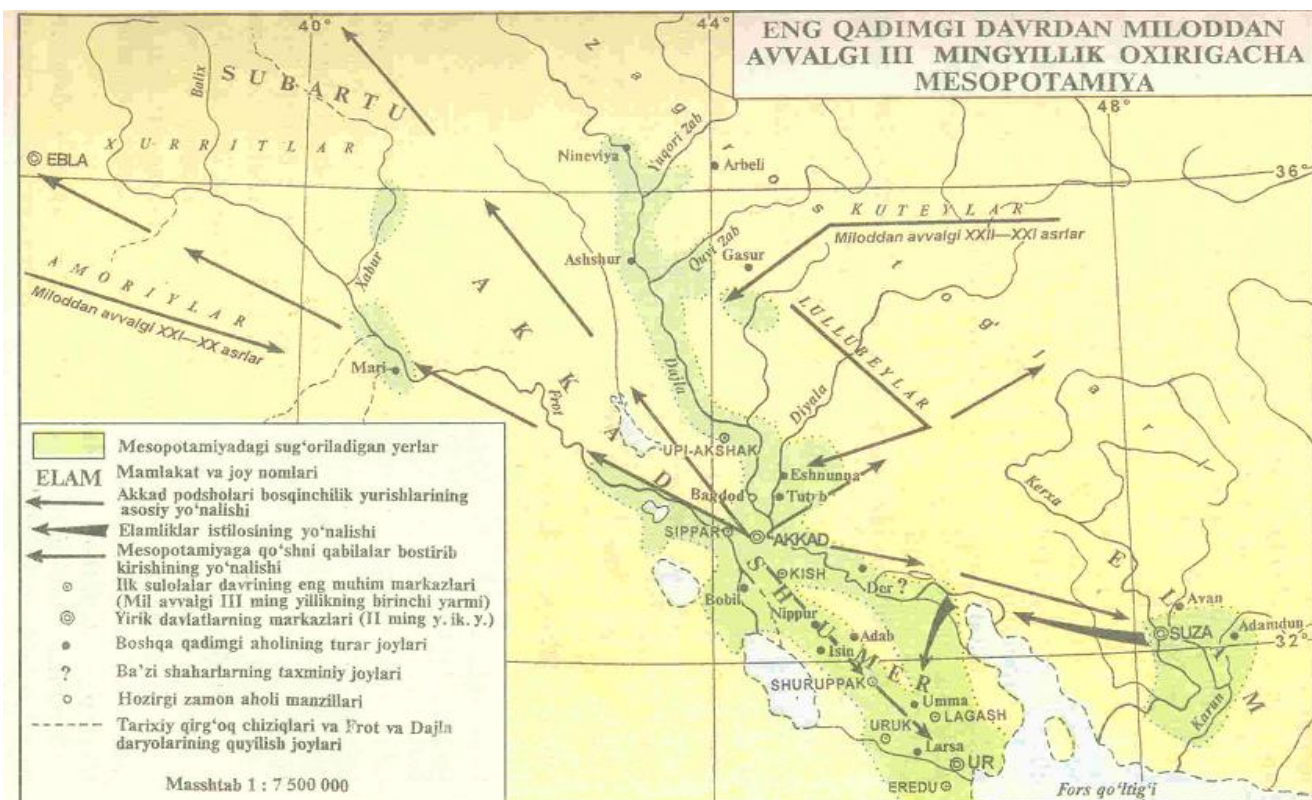 ENG QADIMGI DAVRDAN MILODDAN
AVVALGI III MINGYILLIK OXIRIGACHA
MESOPOTAMIYA
40°
44°
48°
36°
32°
SUBARTU
Balix
XURRITLAR
EBLA
Nineviya
Yuqori Zab
Arbeli
Zagros tog'lari
KUTEYLAR
Miloddan avvalgi XXII—XXI asrlar
Quyi Zab
Gasur
Ashshur
AMORIYLAR
Miloddan avvalgi XXI—XX asrlar
Xabur
AKKAD
LULLUBEYLAR
Mari
Frot
Dajla
Diyala
UPI-AKSHAK
Eshnunna
Bagdod
Tutyb
SIPPAR
AKKAD
KISH
Der ?
Bobil
Nippur
SHUMER
Adab
Isin
SHURUPPAK
Umma
LAGASH
URUK
Larsa
UR
EREDU
Kerxa
ELAM
Avan
SUZA
Adamdun
Karun
Fors qo'ltig'i
Mesopotamiyadagi sug'oriladigan yerlar
ELAM Mamlakat va joy nomlari
Akkad podsholari bosqinchilik yurishlarining
asosiy yo'nalishi
Elamliklar istilosining yo'nalishi
Mesopotamiyaga qo'shni qabilalar bostirib
kirishining yo'nalishi
Ilk sulolalar davrining eng muhim markazlari
(Mil avvalgi III ming yillikning birinchi yarmi)
Yirik davlatlarning markazlari (II ming y. ik. y.)
Boshqa qadimgi aholining turar joylari
? Ba'zi shaharlarning taxminiy joylari
Hozirgi zamon aholi manzillari
Tarixiy qirg'oq chiziqlari va Frot va Dajla
daryolarining quyilish joylari
Masshtab 1 : 7 500 000